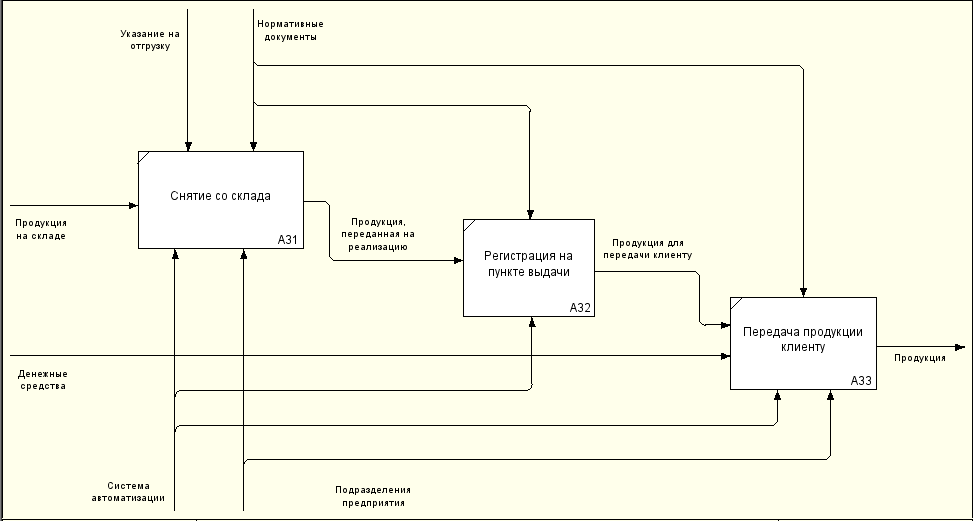 Указание на
отгрузку
Нормативные
документы
Снятие со склада
A31
Продукция
на складе
Продукция,
переданная на
реализацию
Регистрация на
пункте выдачи
A32
Продукция для
передачи клиенту
Передача продукции
клиенту
A33
Продукция
Денежные
средства
Система
автоматизации
Подразделения
предприятия